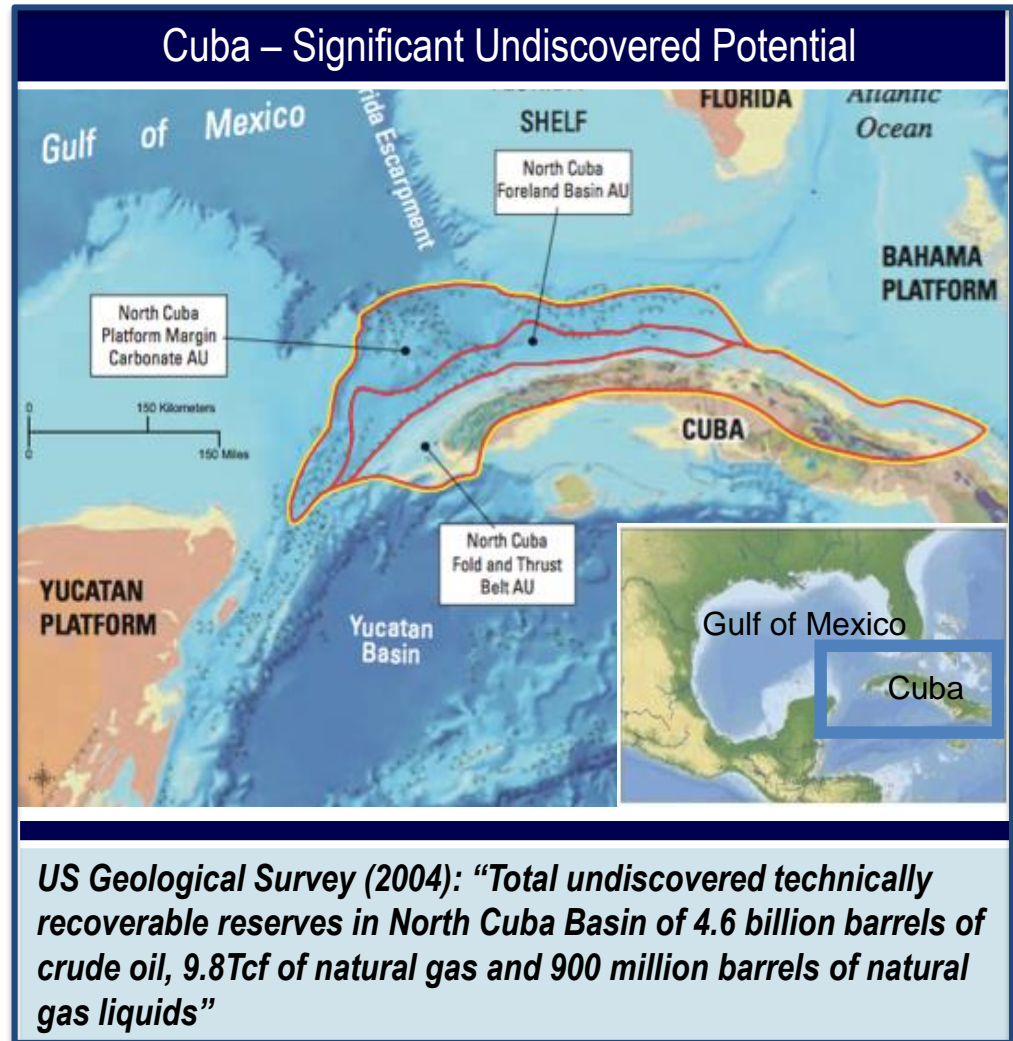 Cuba – Significant Undiscovered Potential
Gulf of Mexico
rida Escarpment
SHELF
FLORIDA
Atlantic
Ocean
North Cuba
Foreland Basin AU
BAHAMA
PLATFORM
North Cuba
Platform Margin
Carbonate AU
0 150 Kilometers
0 150 Miles
CUBA
North Cuba
Fold and Thrust
Belt AU
YUCATAN
PLATFORM
Yucatan
Basin
Gulf of Mexico
Cuba
US Geological Survey (2004): “Total undiscovered technically
recoverable reserves in North Cuba Basin of 4.6 billion barrels of
crude oil, 9.8Tcf of natural gas and 900 million barrels of natural
gas liquids”